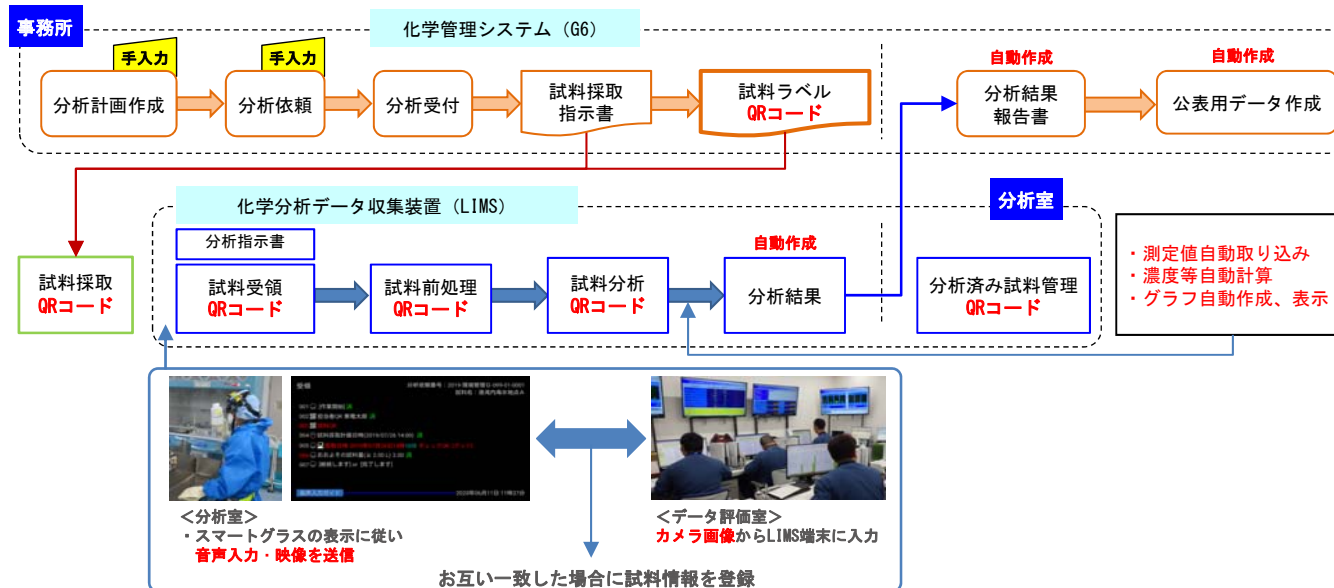 事務所
化学管理システム（G6）
手入力
手入力
分析計画作成
分析依頼
分析受付
試料採取
指示書
試料ラベル
QRコード
自動作成
分析結果
報告書
自動作成
公表用データ作成
化学分析データ収集装置（LIMS）
分析室
分析指示書
試料採取
QRコード
試料受領
QRコード
試料前処理
QRコード
試料分析
QRコード
自動作成
分析結果
分析済み試料管理
QRコード
・測定値自動取り込み
・濃度等自動計算
・グラフ自動作成、表示
受領
＜分析室＞
・スマートグラスの表示に従い
音声入力・映像を送信
＜データ評価室＞
カメラ画像からLIMS端末に入力
お互い一致した場合に試料情報を登録